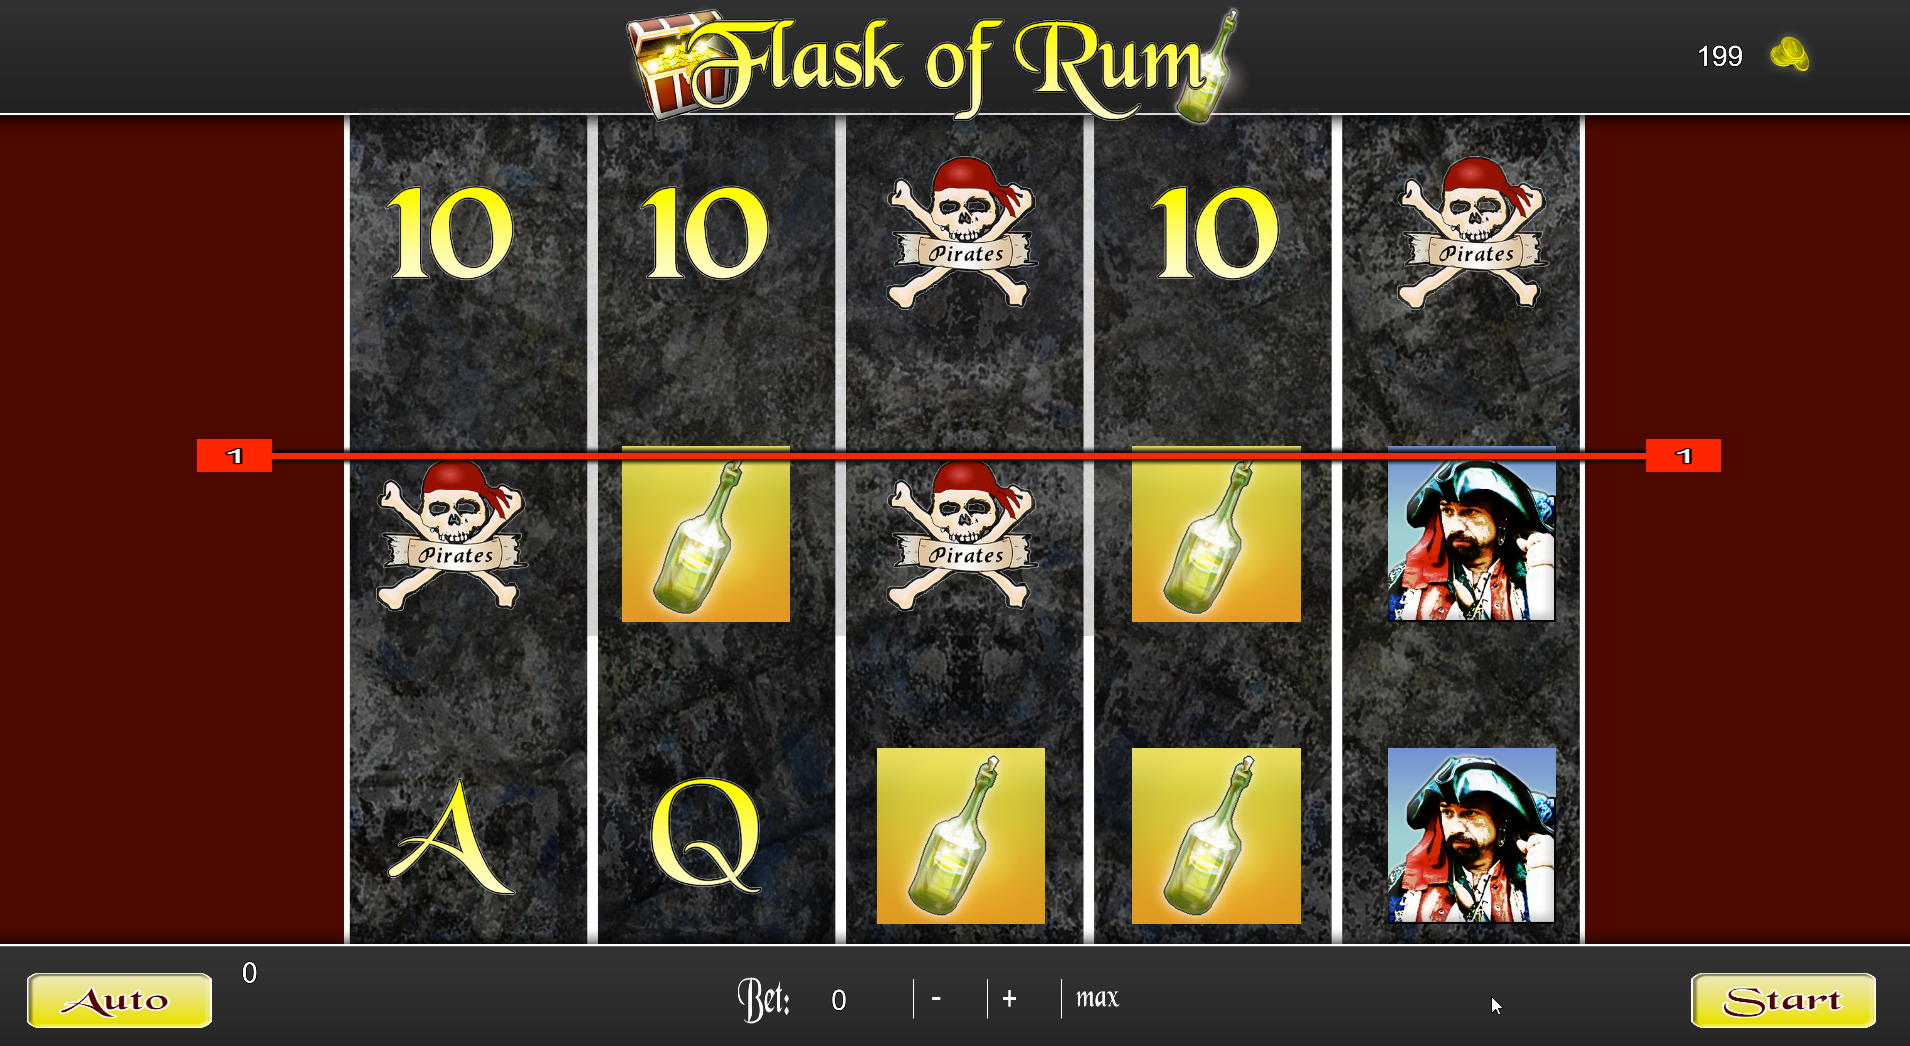 Flask of Rum
199
10 10 Pirates 10 Pirates
1 1
Pirates Pirates
A Q
Auto 0 Bet: 0 - + max Start